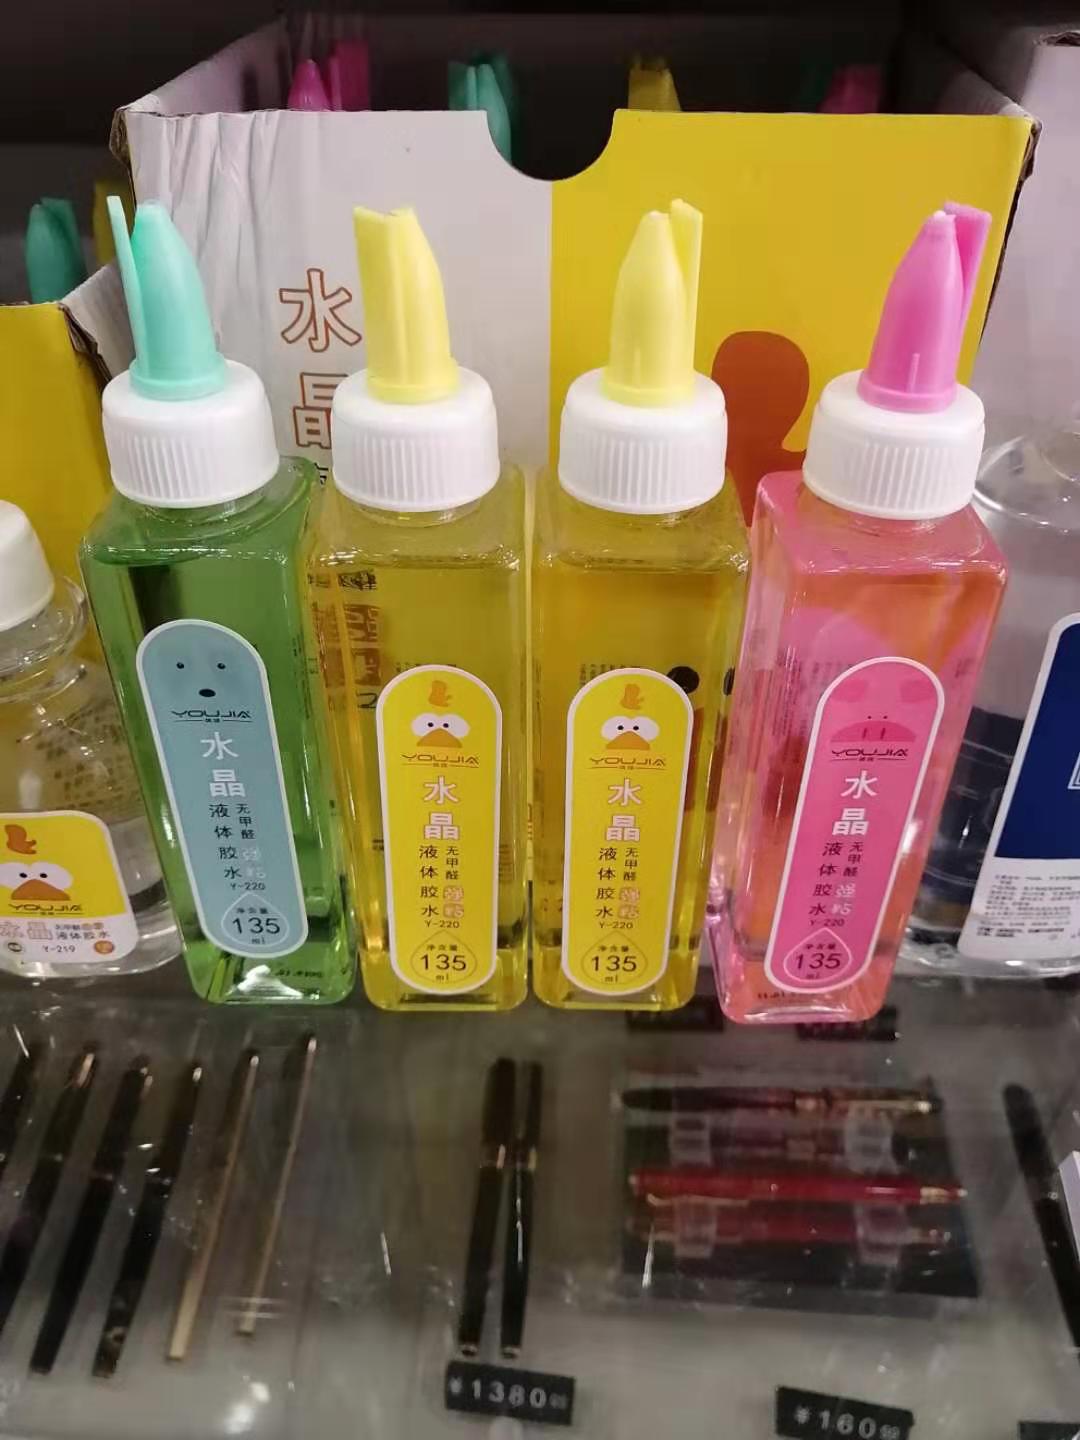 水
晶
YOUJIA
水
晶
无甲醛
液体胶水
强粘
Y-220
净含量
135
ml
YOUJIA
水
晶
无甲醛
液体胶水
强粘
Y-220
净含量
135
ml
YOUJIA
水
晶
无甲醛
液体胶水
强粘
Y-220
净含量
135
ml
YOUJIA
水
晶
无甲醛
液体胶水
强粘
净含量
135
ml
YOUJIA
水晶
液体胶水
Y-219
¥1380
¥160